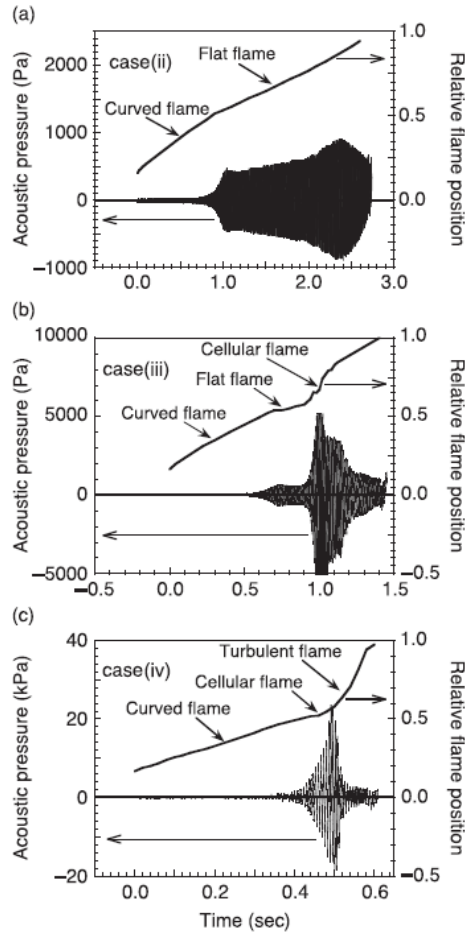 (a)
case(ii)
Flat flame
Curved flame
Acoustic pressure (Pa)
2000
1000
0
−1000
Relative flame position
1.0
0.5
0.0
0.0 1.0 2.0 3.0
(b)
case(iii)
Cellular flame
Flat flame
Curved flame
Acoustic pressure (Pa)
10000
5000
0
−5000
Relative flame position
1.0
0.5
0.0
−0.5
−0.5 0.0 0.5 1.0 1.5
(c)
case(iv)
Turbulent flame
Cellular flame
Curved flame
Acoustic pressure (kPa)
40
20
0
−20
Relative flame position
1.0
0.5
0.0
−0.5
0.0 0.2 0.4 0.6
Time (sec)